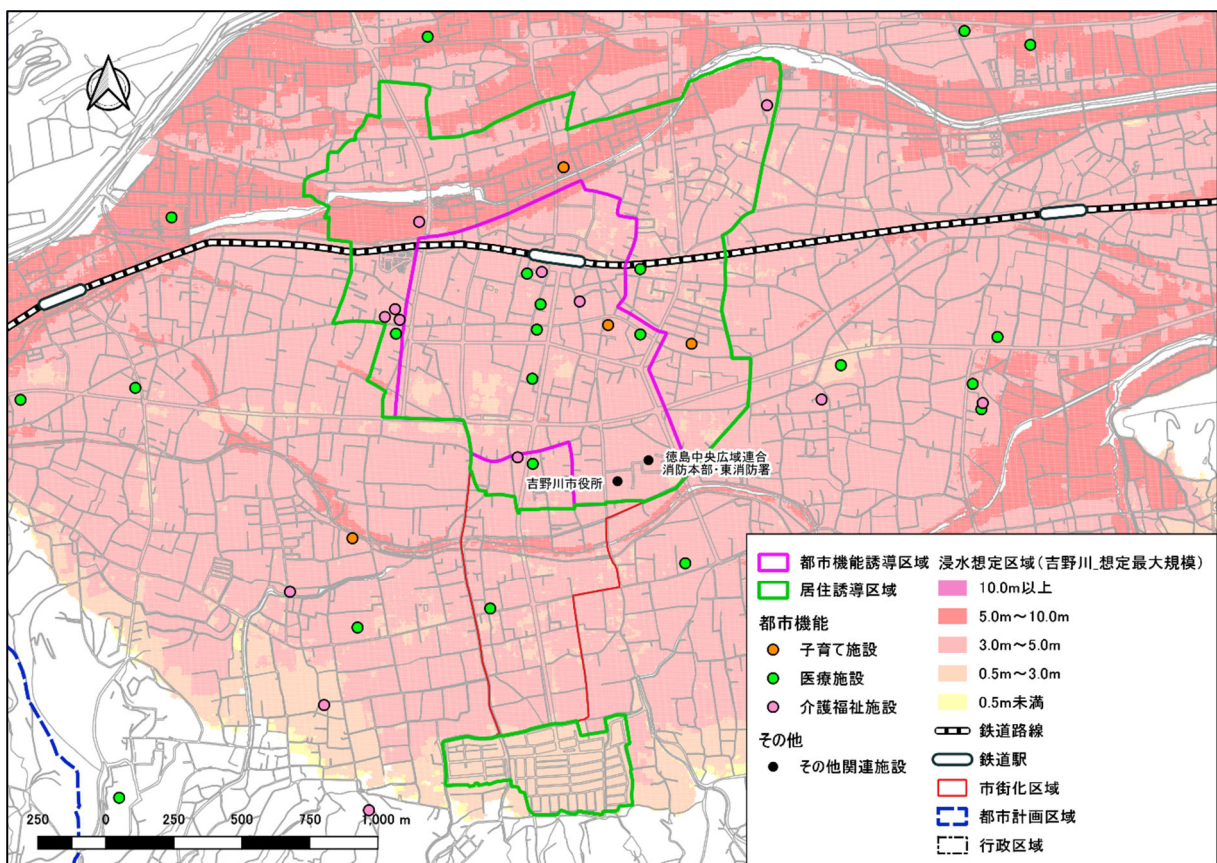 徳島中央広域連合
消防本部・東消防署
吉野川市役所
都市機能誘導区域
居住誘導区域
都市機能
子育て施設
医療施設
介護福祉施設
その他
その他関連施設
浸水想定区域(吉野川_想定最大規模)
10.0m以上
5.0m~10.0m
3.0m~5.0m
0.5m~3.0m
0.5m未満
鉄道路線
鉄道駅
市街化区域
都市計画区域
行政区域
250 0 250 500 750 1,000 m